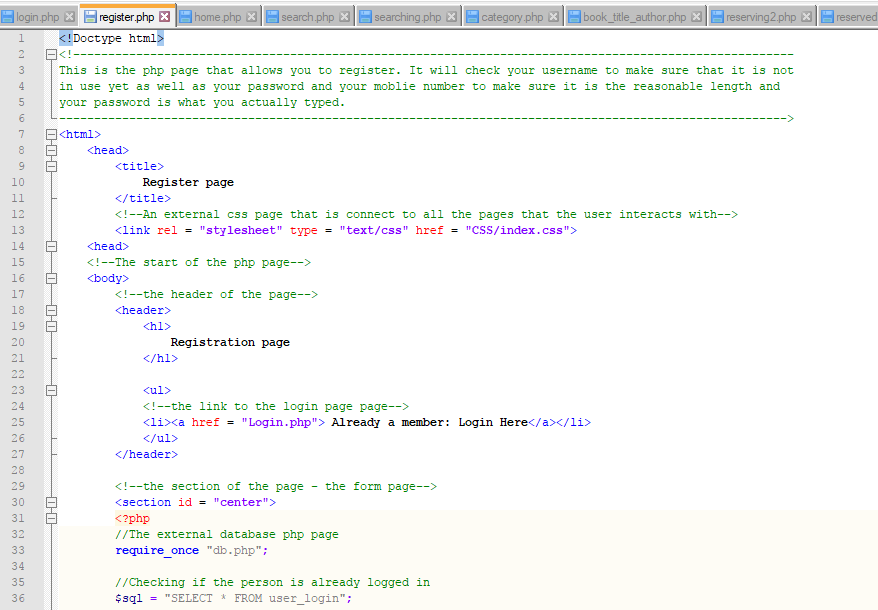 login.php register.php home.php search.php searching.php category.php book_title_author.php reserving2.php reserved
1 <!Doctype html>
2 <!-------------------------------------------------------------------------------------------------------
3 This is the php page that allows you to register. It will check your username to make sure that it is not
4 in use yet as well as your password and your moblie number to make sure it is the reasonable length and
5 your password is what you actually typed.
6 ------------------------------------------------------------------------------------------------------->
7 <html>
8 <head>
9 <title>
10 Register page
11 </title>
12 <!--An external css page that is connect to all the pages that the user interacts with-->
13 <link rel = "stylesheet" type = "text/css" href = "CSS/index.css">
14 <head>
15 <!--The start of the php page-->
16 <body>
17 <!--the header of the page-->
18 <header>
19 <h1>
20 Registration page
21 </h1>
22
23 <ul>
24 <!--the link to the login page page-->
25 <li><a href = "Login.php"> Already a member: Login Here</a></li>
26 </ul>
27 </header>
28
29 <!--the section of the page - the form page-->
30 <section id = "center">
31 <?php
32 //The external database php page
33 require_once "db.php";
34
35 //Checking if the person is already logged in
36 $sql = "SELECT * FROM user_login";